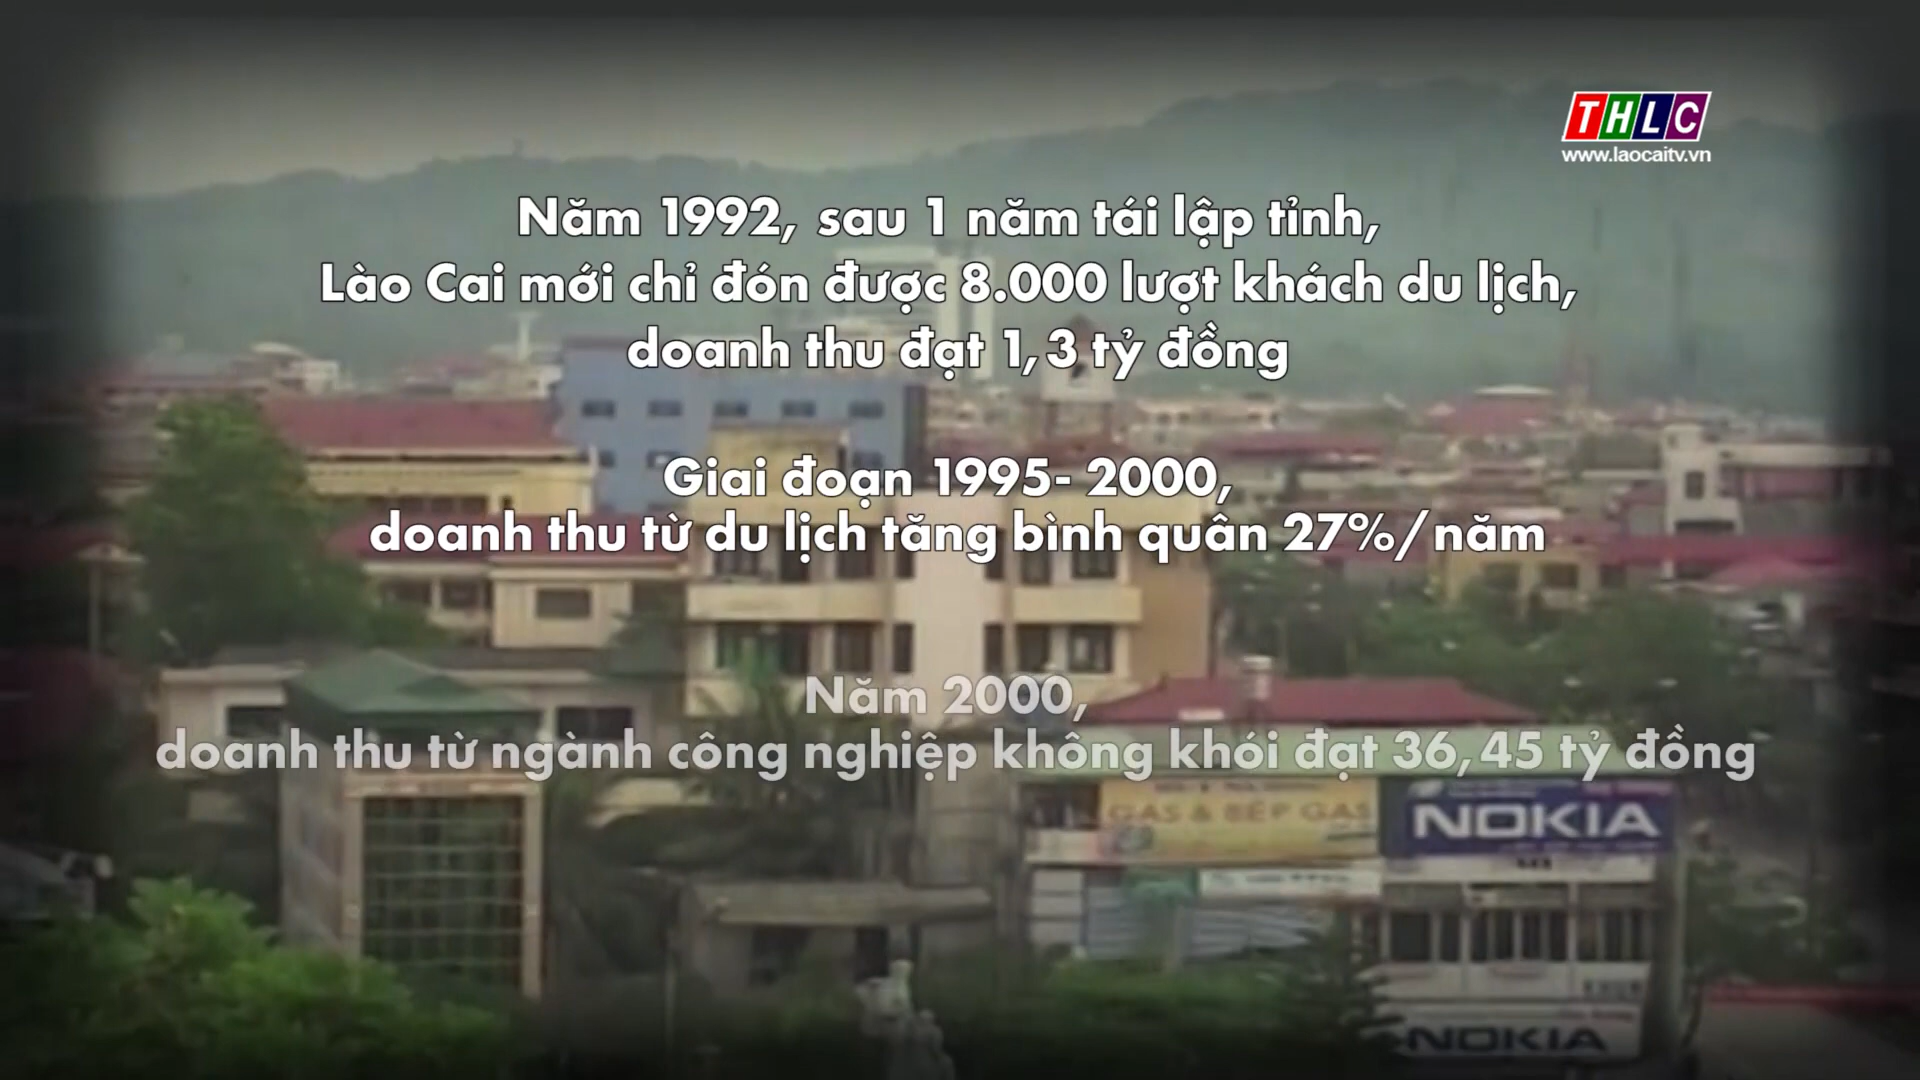 THLC
www.laocaitv.vn
Năm 1992, sau 1 năm tái lập tỉnh,
Lào Cai mới chỉ đón được 8.000 lượt khách du lịch,
doanh thu đạt 1,3 tỷ đồng
Giai đoạn 1995- 2000,
doanh thu từ du lịch tăng bình quân 27%/năm
Năm 2000,
doanh thu từ ngành công nghiệp không khói đạt 36,45 tỷ đồng
GAS & BẾP GAS
NOKIA
NOKIA